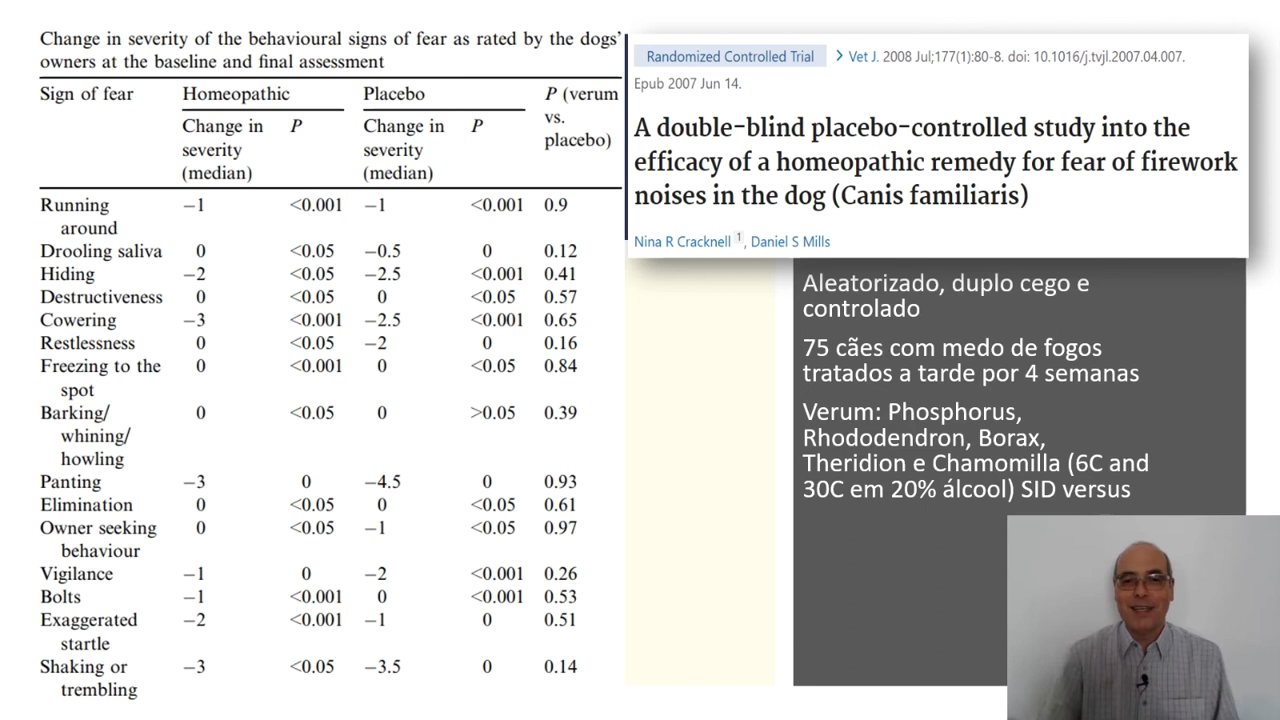 Change in severity of the behavioural signs of fear as rated by the dogs'
owners at the baseline and final assessment
Sign of fear Homeopathic Placebo P (verum vs. placebo)
Change in severity (median) P Change in severity (median) P
Running around −1 <0.001 −1 <0.001 0.9
Drooling saliva 0 <0.05 −0.5 0 0.12
Hiding −2 <0.05 −2.5 <0.001 0.41
Destructiveness 0 <0.05 0 <0.05 0.57
Cowering −3 <0.001 −2.5 <0.001 0.65
Restlessness 0 <0.05 −2 0 0.16
Freezing to the spot 0 <0.001 0 <0.05 0.84
Barking/ whining/ howling 0 <0.05 0 >0.05 0.39
Panting −3 0 −4.5 0 0.93
Elimination 0 <0.05 0 <0.05 0.61
Owner seeking behaviour 0 <0.05 −1 <0.05 0.97
Vigilance −1 0 −2 <0.001 0.26
Bolts −1 <0.001 0 <0.001 0.53
Exaggerated startle −2 <0.001 −1 0 0.51
Shaking or trembling −3 <0.05 −3.5 0 0.14
Randomized Controlled Trial > Vet J. 2008 Jul;177(1):80-8. doi: 10.1016/j.tvjl.2007.04.007.
Epub 2007 Jun 14.
A double-blind placebo-controlled study into the
efficacy of a homeopathic remedy for fear of firework
noises in the dog (Canis familiaris)
Nina R Cracknell 1, Daniel S Mills
Aleatorizado, duplo cego e
controlado
75 cães com medo de fogos
tratados a tarde por 4 semanas
Verum: Phosphorus,
Rhododendron, Borax,
Theridion e Chamomilla (6C and
30C em 20% álcool) SID versus